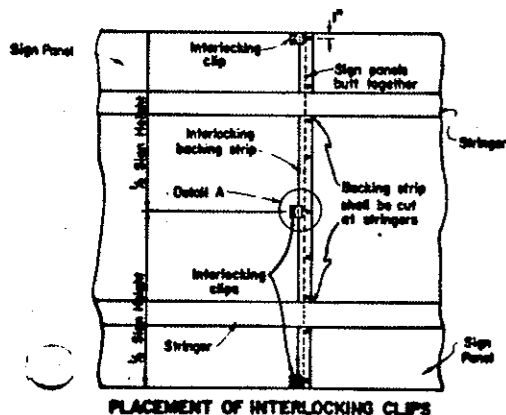 1"
Interlocking
clip
Sign Panel
Sign panels
butt together
Stringer
½ Sign Height
Interlocking
backing strip
Detail A
Backing strip
shall be cut
at stringers
Interlocking
clips
½ Sign Height
Stringer
Sign
Panel
PLACEMENT OF INTERLOCKING CLIPS